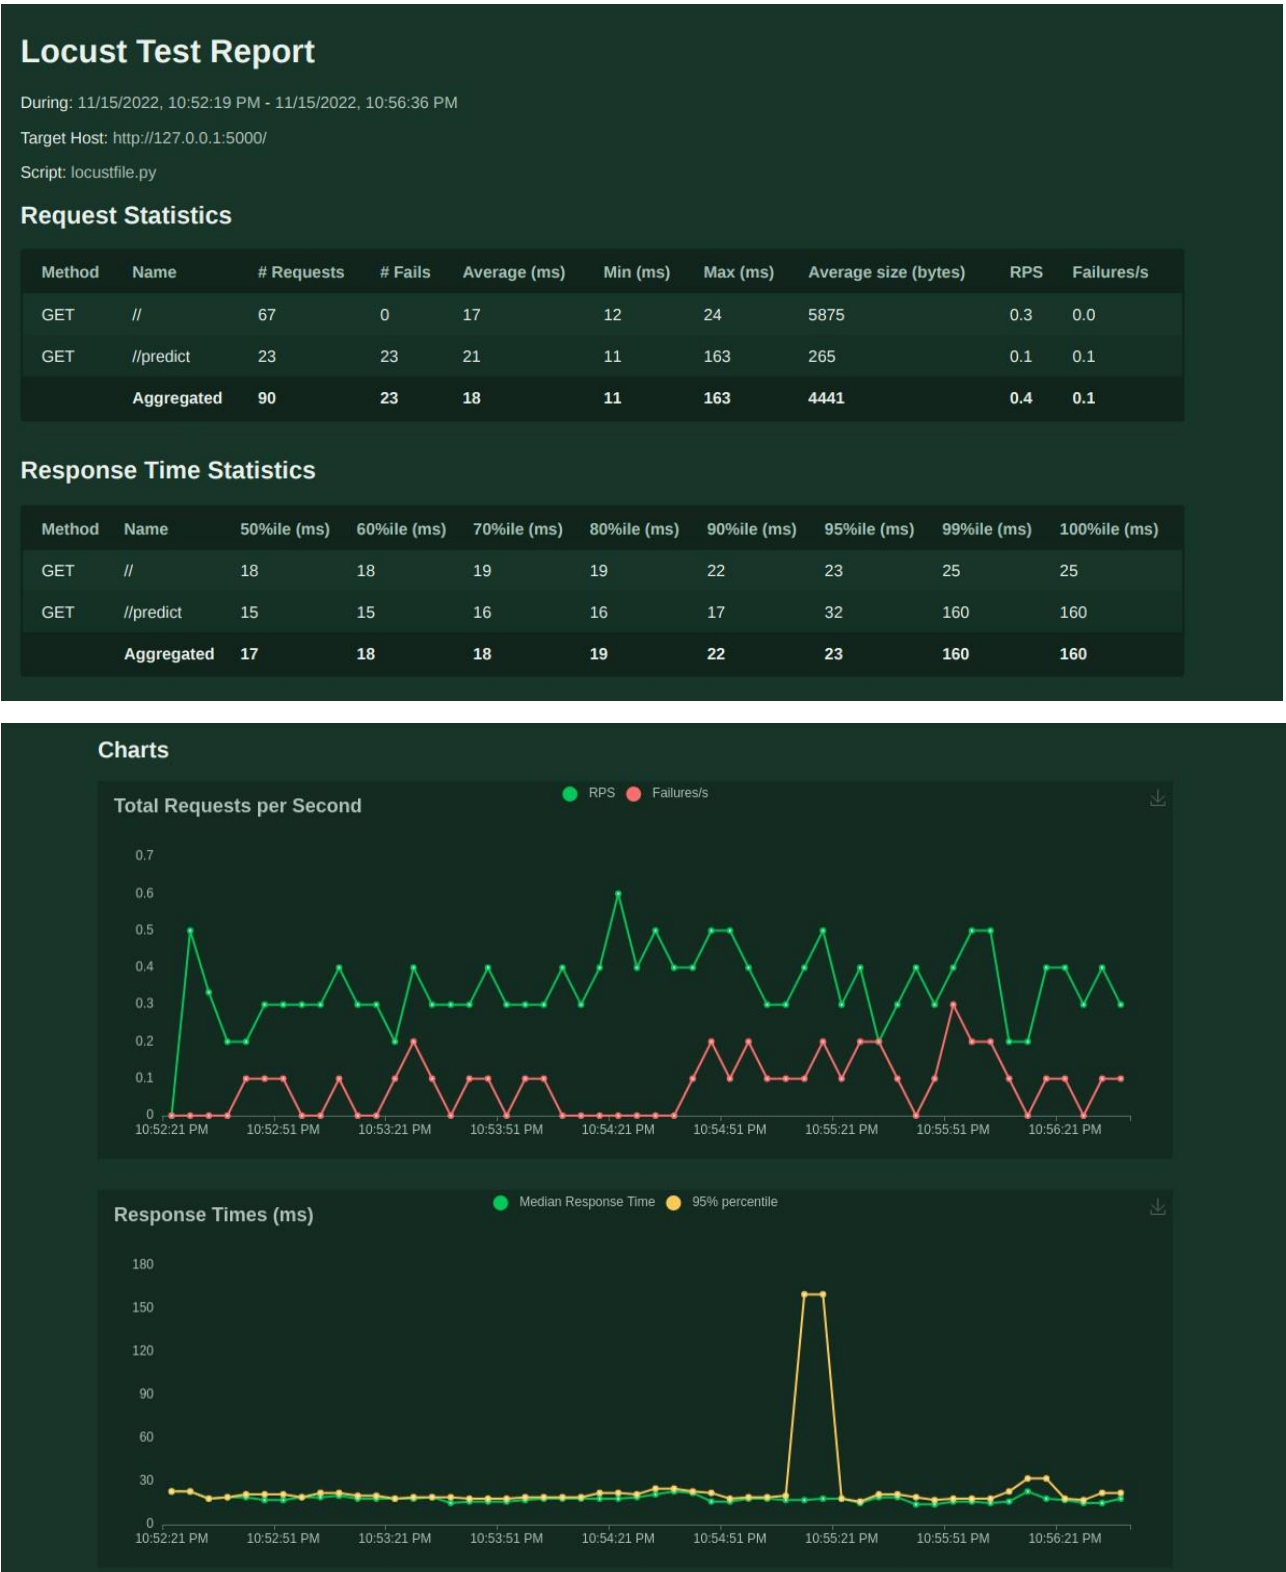 Locust Test Report
During: 11/15/2022, 10:52:19 PM - 11/15/2022, 10:56:36 PM
Target Host: http://127.0.0.1:5000/
Script: locustfile.py
Request Statistics
Method Name # Requests # Fails Average (ms) Min (ms) Max (ms) Average size (bytes) RPS Failures/s
GET // 67 0 17 12 24 5875 0.3 0.0
GET //predict 23 23 21 11 163 265 0.1 0.1
Aggregated 90 23 18 11 163 4441 0.4 0.1
Response Time Statistics
Method Name 50%ile (ms) 60%ile (ms) 70%ile (ms) 80%ile (ms) 90%ile (ms) 95%ile (ms) 99%ile (ms) 100%ile (ms)
GET // 18 18 19 19 22 23 25 25
GET //predict 15 15 16 16 17 32 160 160
Aggregated 17 18 18 19 22 23 160 160
Charts
RPS Failures/s
Total Requests per Second
0.7
0.6
0.5
0.4
0.3
0.2
0.1
0
10:52:21 PM 10:52:51 PM 10:53:21 PM 10:53:51 PM 10:54:21 PM 10:54:51 PM 10:55:21 PM 10:55:51 PM 10:56:21 PM
Median Response Time 95% percentile
Response Times (ms)
180
150
120
90
60
30
0
10:52:21 PM 10:52:51 PM 10:53:21 PM 10:53:51 PM 10:54:21 PM 10:54:51 PM 10:55:21 PM 10:55:51 PM 10:56:21 PM